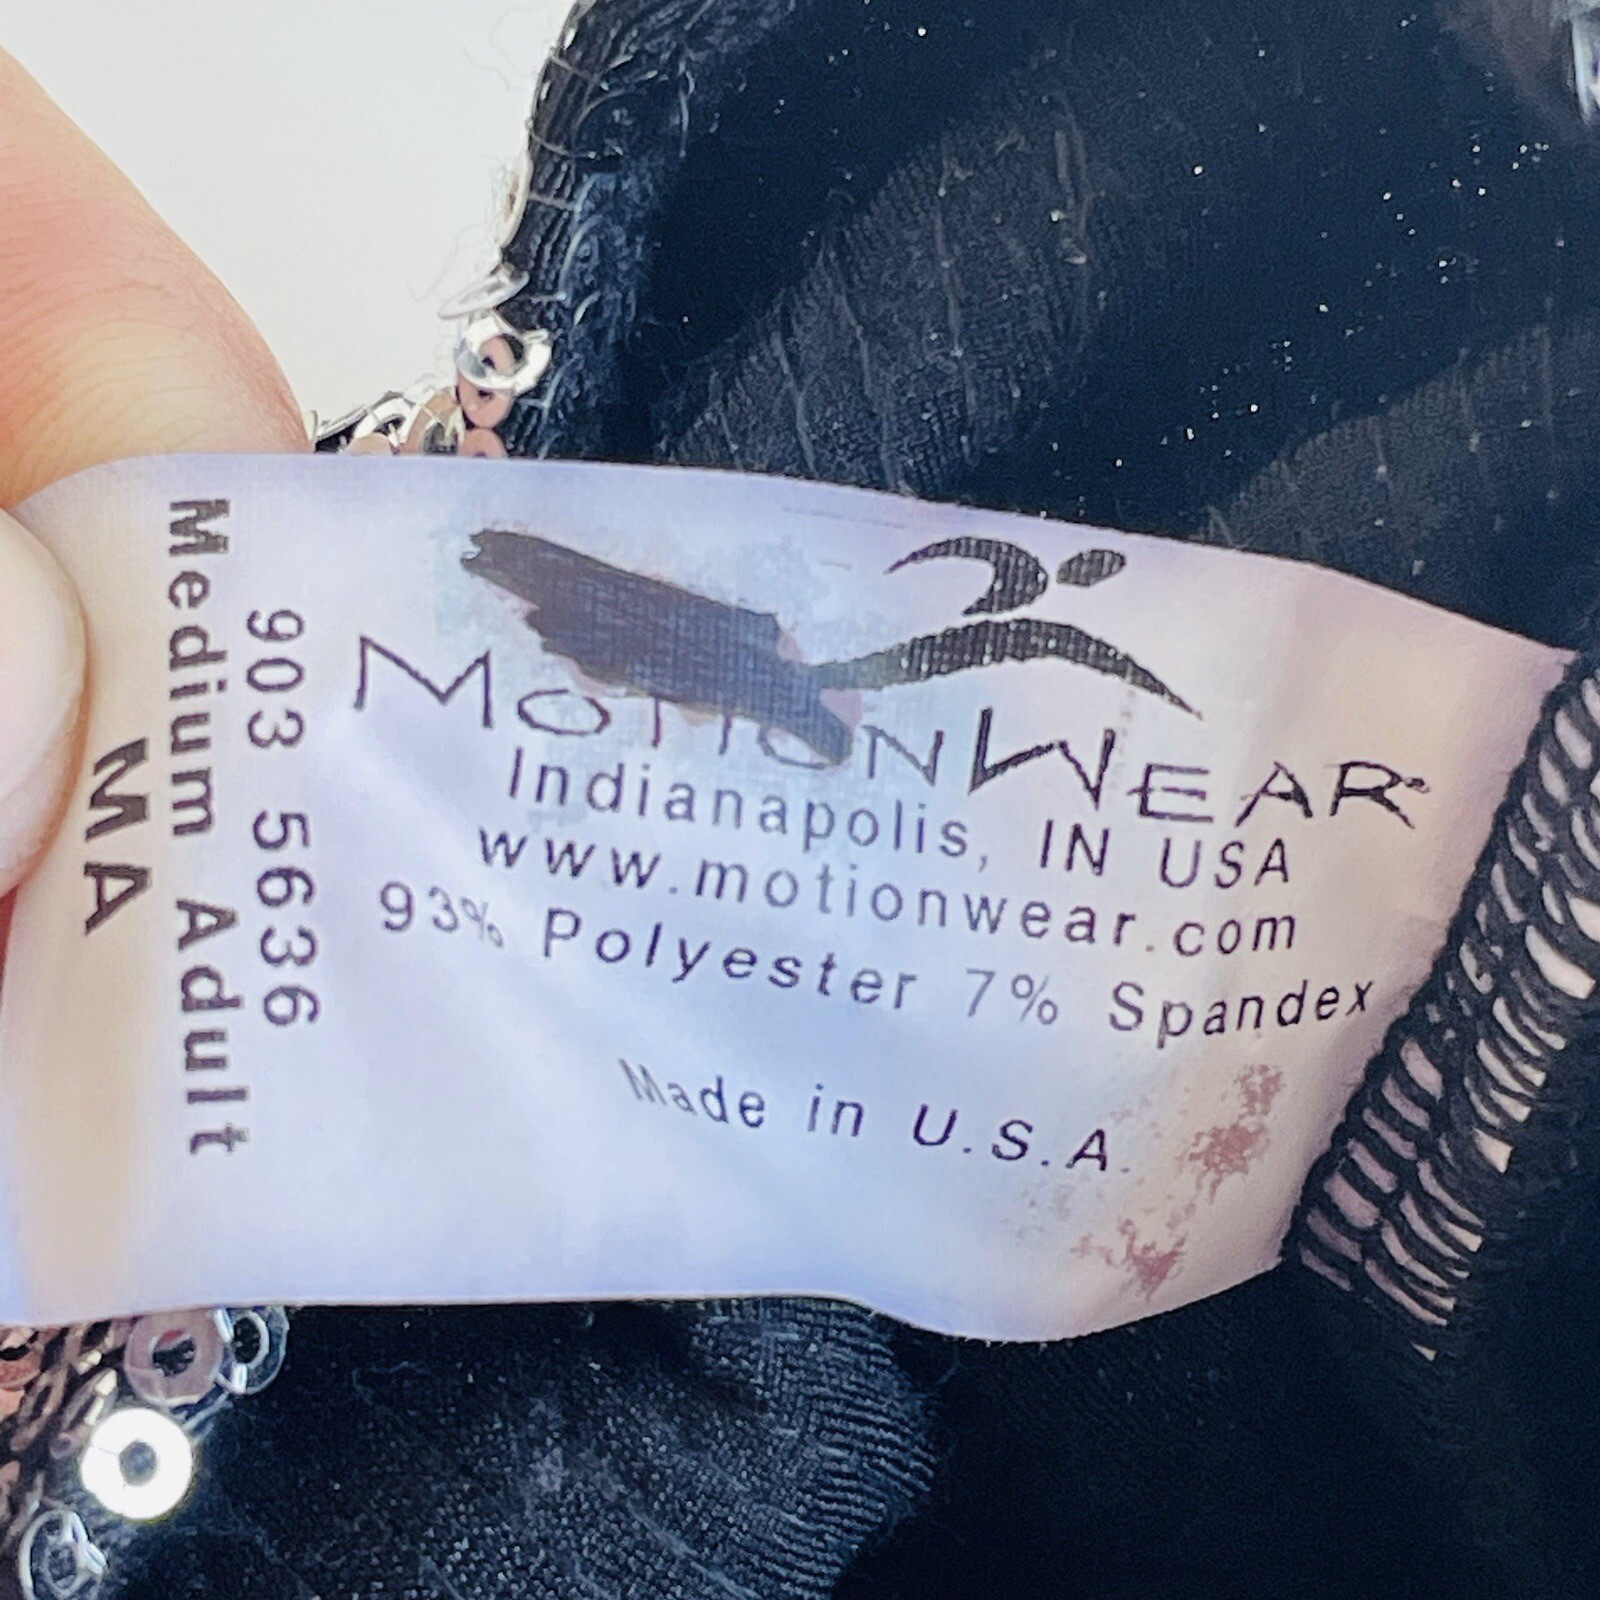 MOTIONWEAR
Indianapolis, IN USA
www.motionwear.com
93% Polyester 7% Spandex
Made in U.S.A.
903 5636
Medium Adult
MA